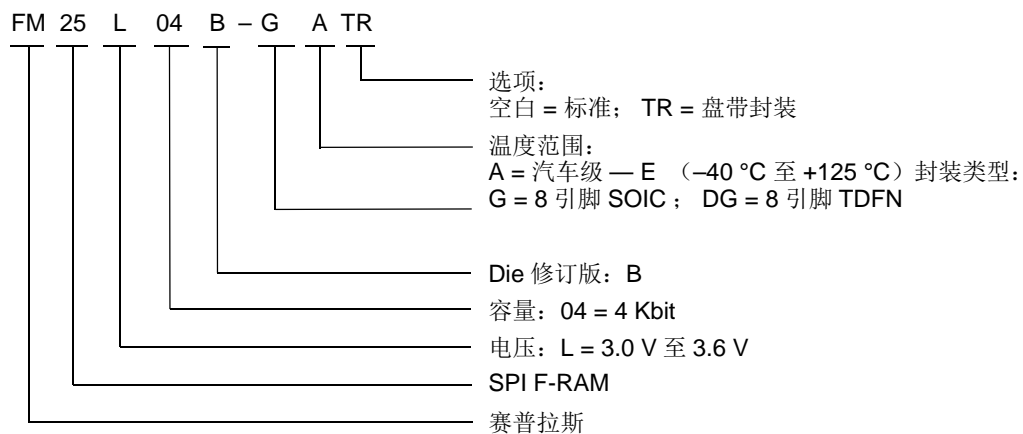 FM 25 L 04 B – G A TR
选项：
空白 = 标准； TR = 盘带封装
温度范围：
A = 汽车级 — E （–40 °C 至 +125 °C）封装类型：
G = 8 引脚 SOIC ； DG = 8 引脚 TDFN
Die 修订版：B
容量：04 = 4 Kbit
电压：L = 3.0 V 至 3.6 V
SPI F-RAM
赛普拉斯